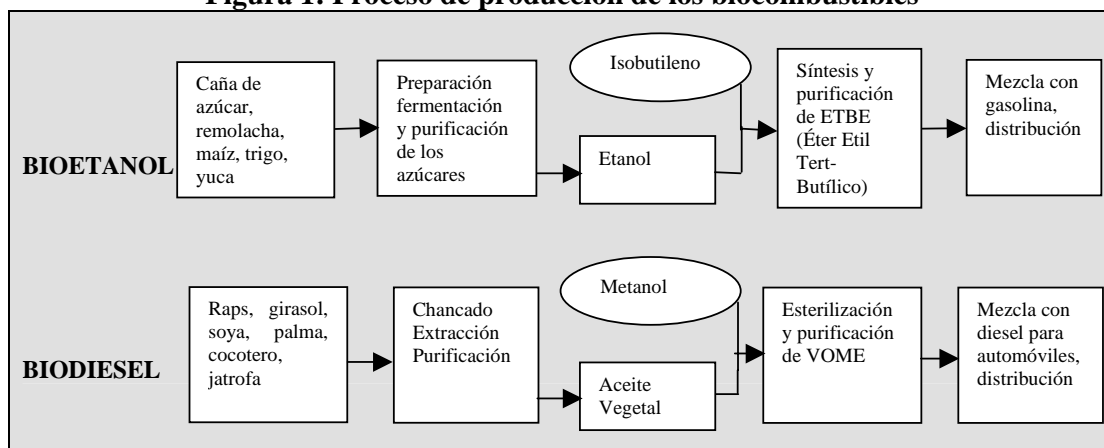 Figura 1: Proceso de producción de los biocombustibles
BIOETANOL
Caña de
azúcar,
remolacha,
maíz, trigo,
yuca
Preparación
fermentación
y purificación
de los
azúcares
Isobutileno
Etanol
Síntesis y
purificación
de ETBE
(Éter Etil
Tert-
Butílico)
Mezcla con
gasolina,
distribución
BIODIESEL
Raps, girasol,
soya, palma,
cocotero,
jatrofa
Chancado
Extracción
Purificación
Metanol
Aceite
Vegetal
Esterilización
y purificación
de VOME
Mezcla con
diesel para
automóviles,
distribución